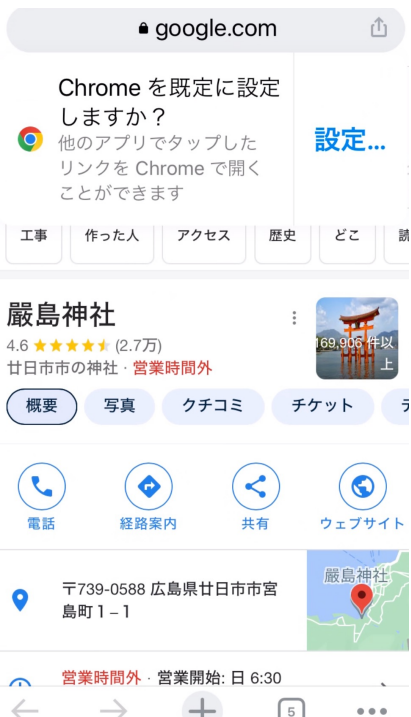 google.com
Chrome を既定に設定
しますか？
他のアプリでタップした
リンクを Chrome で開く
ことができます
設定...
工事
作った人
アクセス
歴史
どこ
嚴島神社
4.6 (2.7万)
廿日市市の神社 · 営業時間外
169,906 件以
上
概要
写真
クチコミ
チケット
電話
経路案内
共有
ウェブサイト
〒739-0588 広島県廿日市市宮
島町１−１
嚴島神社
営業時間外 · 営業開始: 日 6:30
5